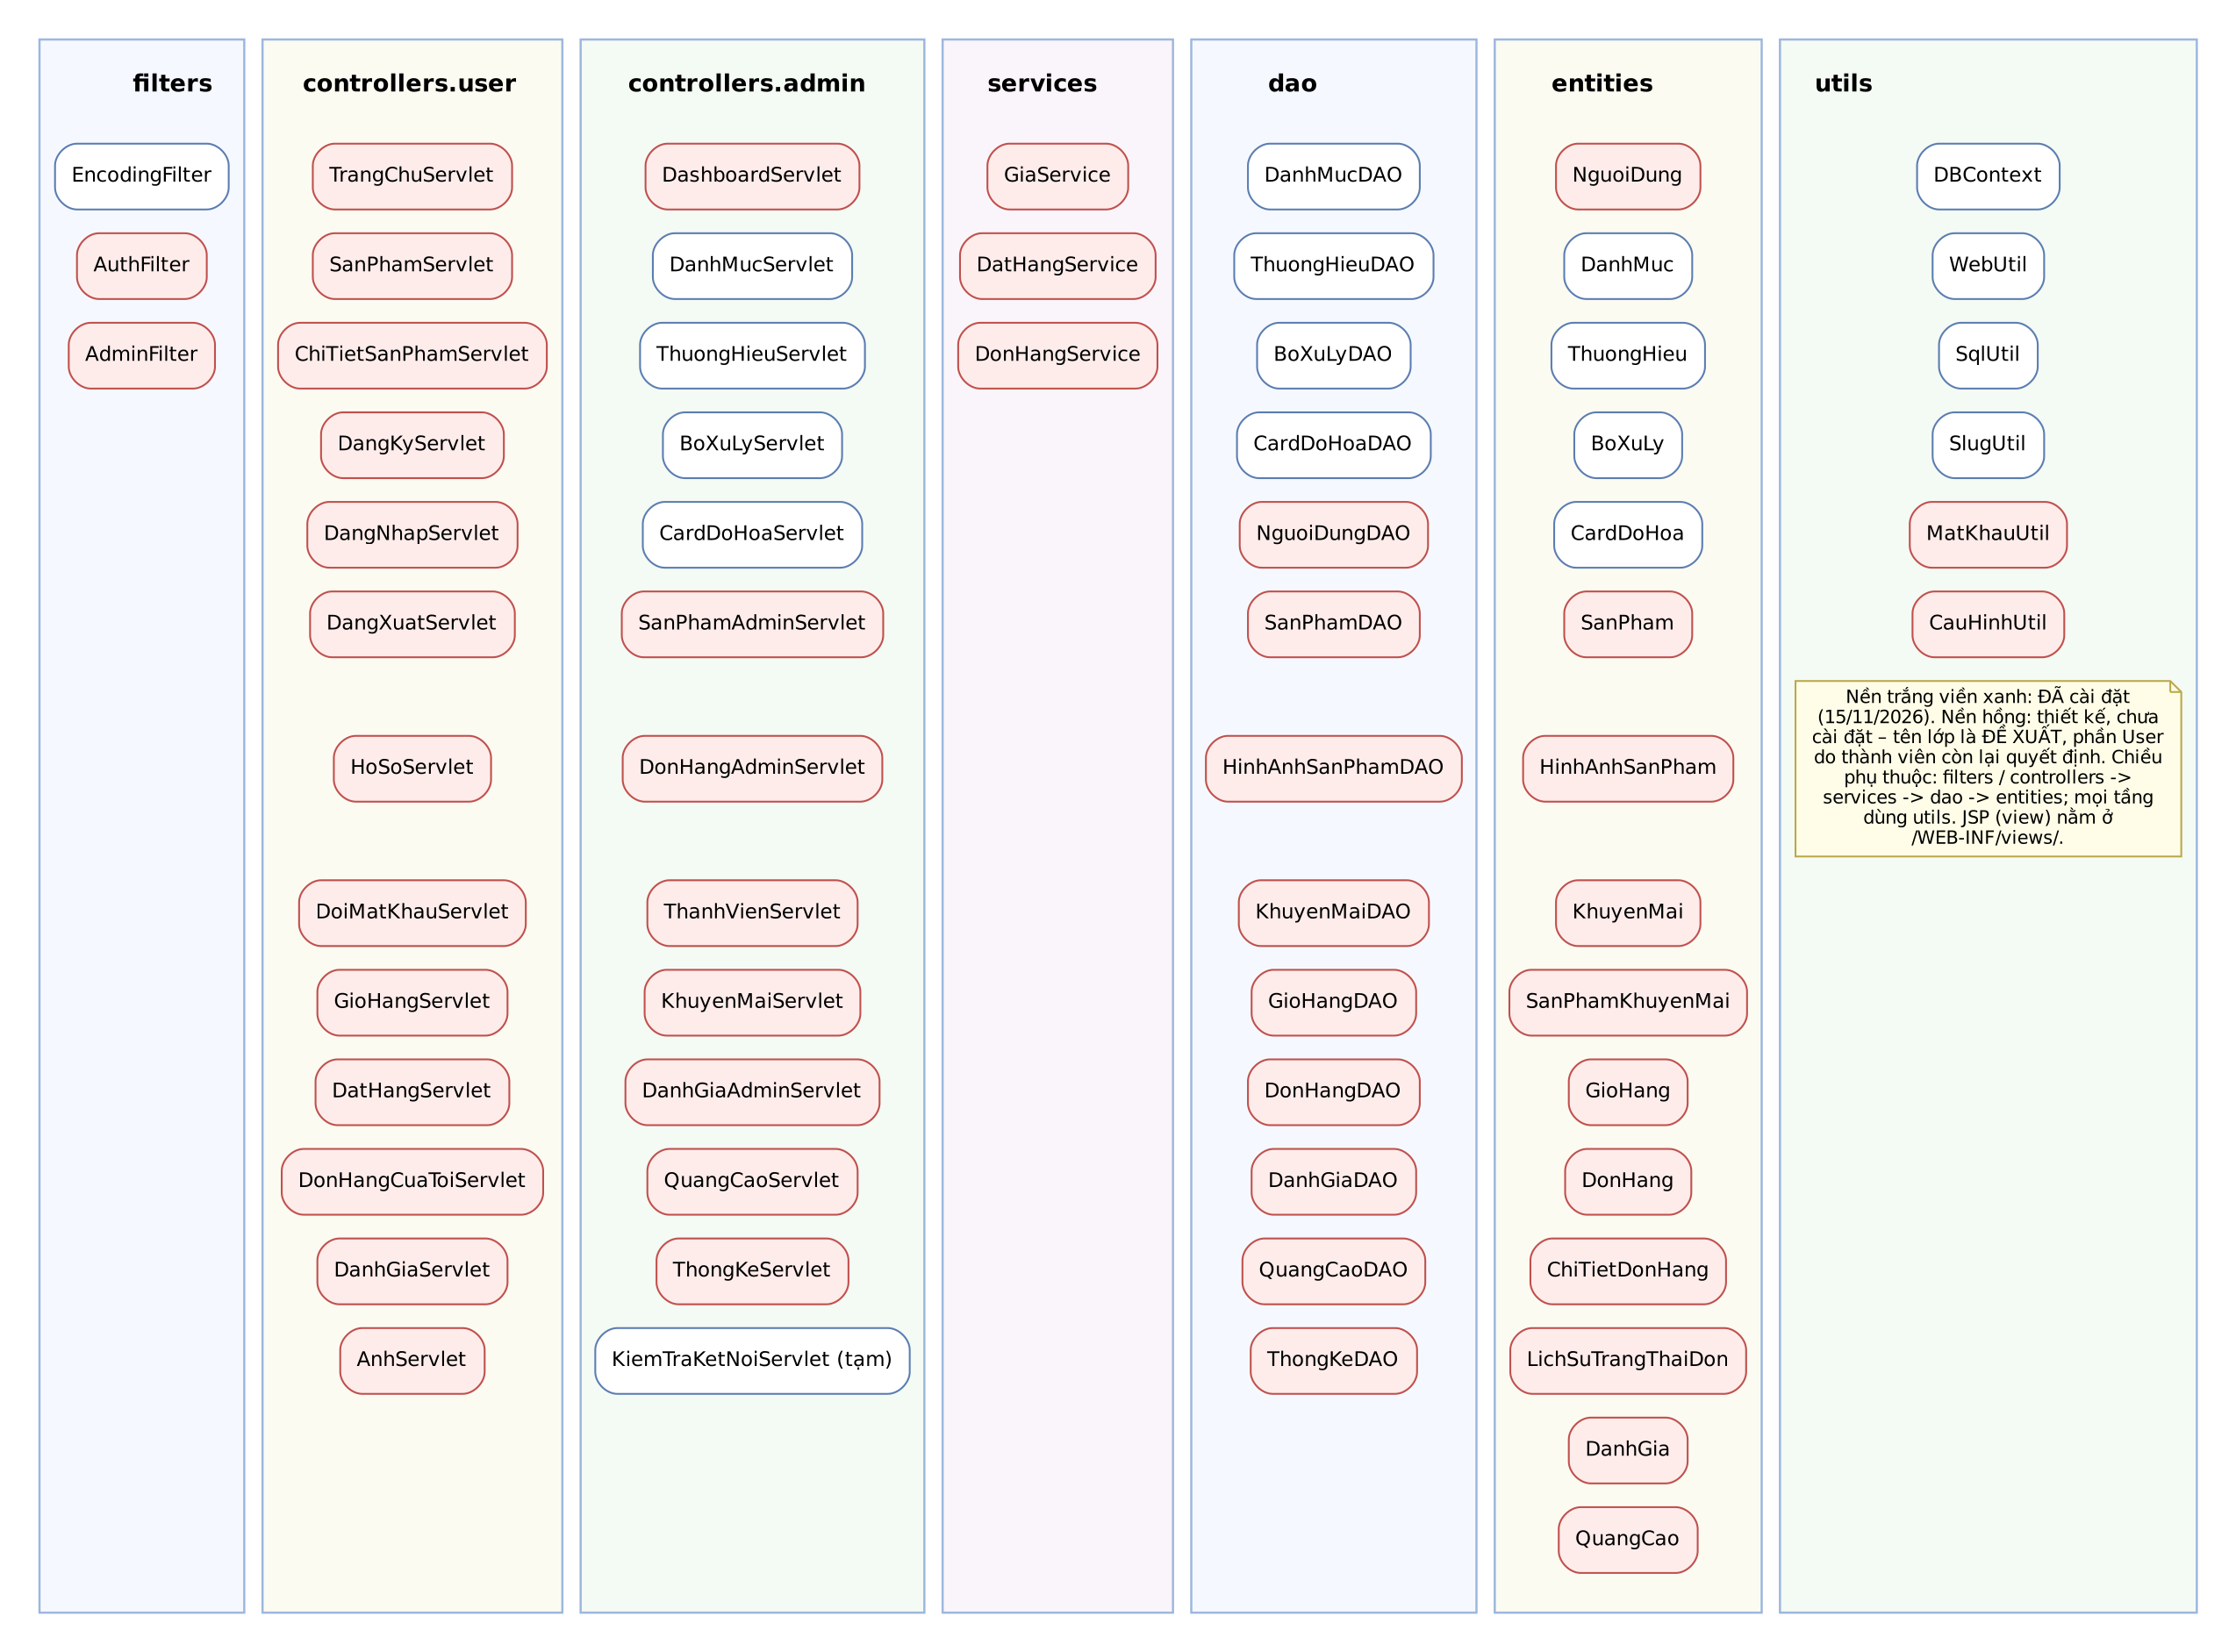 filters
EncodingFilter
AuthFilter
AdminFilter
controllers.user
TrangChuServlet
SanPhamServlet
ChiTietSanPhamServlet
DangKyServlet
DangNhapServlet
DangXuatServlet
HoSoServlet
DoiMatKhauServlet
GioHangServlet
DatHangServlet
DonHangCuaToiServlet
DanhGiaServlet
AnhServlet
controllers.admin
DashboardServlet
DanhMucServlet
ThuongHieuServlet
BoXuLyServlet
CardDoHoaServlet
SanPhamAdminServlet
DonHangAdminServlet
ThanhVienServlet
KhuyenMaiServlet
DanhGiaAdminServlet
QuangCaoServlet
ThongKeServlet
KiemTraKetNoiServlet (tạm)
services
GiaService
DatHangService
DonHangService
dao
DanhMucDAO
ThuongHieuDAO
BoXuLyDAO
CardDoHoaDAO
NguoiDungDAO
SanPhamDAO
HinhAnhSanPhamDAO
KhuyenMaiDAO
GioHangDAO
DonHangDAO
DanhGiaDAO
QuangCaoDAO
ThongKeDAO
entities
NguoiDung
DanhMuc
ThuongHieu
BoXuLy
CardDoHoa
SanPham
HinhAnhSanPham
KhuyenMai
SanPhamKhuyenMai
GioHang
DonHang
ChiTietDonHang
LichSuTrangThaiDon
DanhGia
QuangCao
utils
DBContext
WebUtil
SqlUtil
SlugUtil
MatKhauUtil
CauHinhUtil
Nền trắng viền xanh: ĐÃ cài đặt
(15/11/2026). Nền hồng: thiết kế, chưa
cài đặt – tên lớp là ĐỀ XUẤT, phần User
do thành viên còn lại quyết định. Chiều
phụ thuộc: filters / controllers ->
services -> dao -> entities; mọi tầng
dùng utils. JSP (view) nằm ở
/WEB-INF/views/.